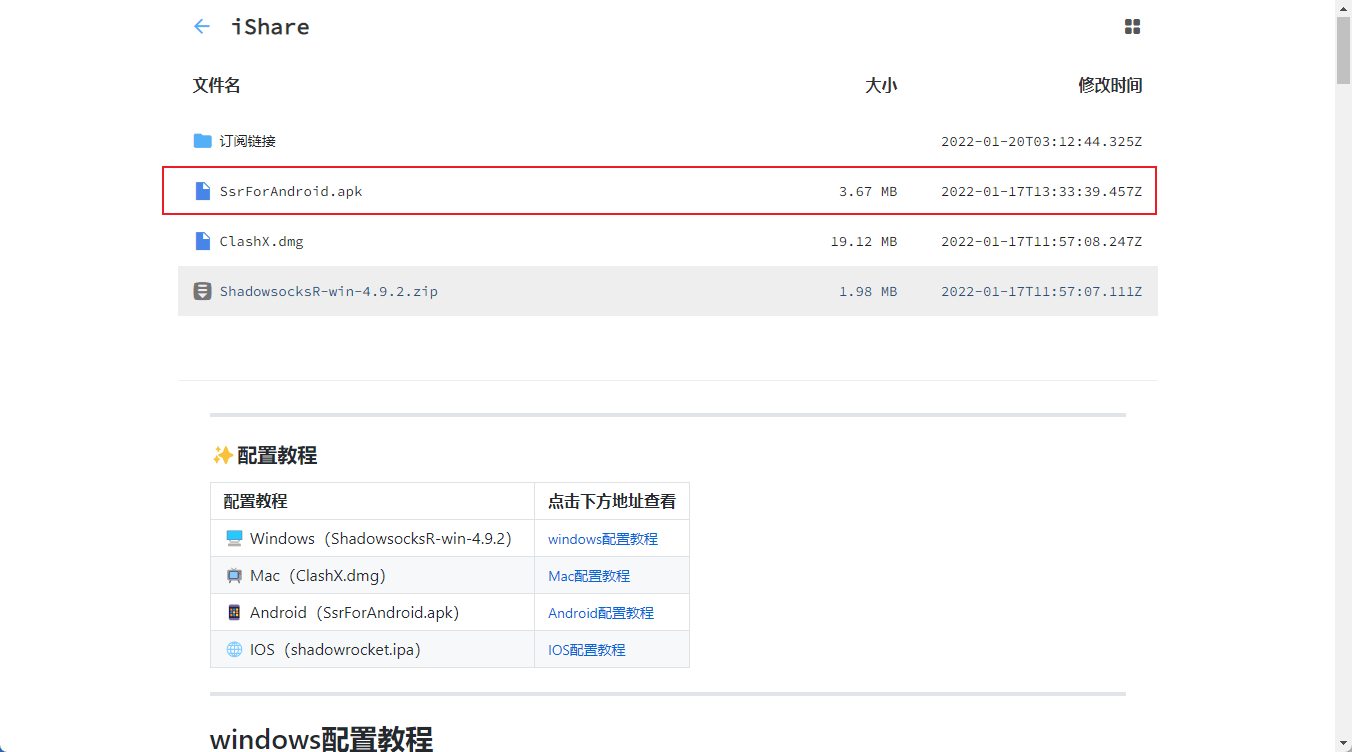 iShare
文件名 大小 修改时间
订阅链接 2022-01-20T03:12:44.325Z
SsrForAndroid.apk 3.67 MB 2022-01-17T13:33:39.457Z
ClashX.dmg 19.12 MB 2022-01-17T11:57:08.247Z
ShadowsocksR-win-4.9.2.zip 1.98 MB 2022-01-17T11:57:07.111Z
✨配置教程
配置教程 点击下方地址查看
Windows（ShadowsocksR-win-4.9.2） windows配置教程
Mac（ClashX.dmg） Mac配置教程
Android（SsrForAndroid.apk） Android配置教程
IOS（shadowrocket.ipa） IOS配置教程
windows配置教程